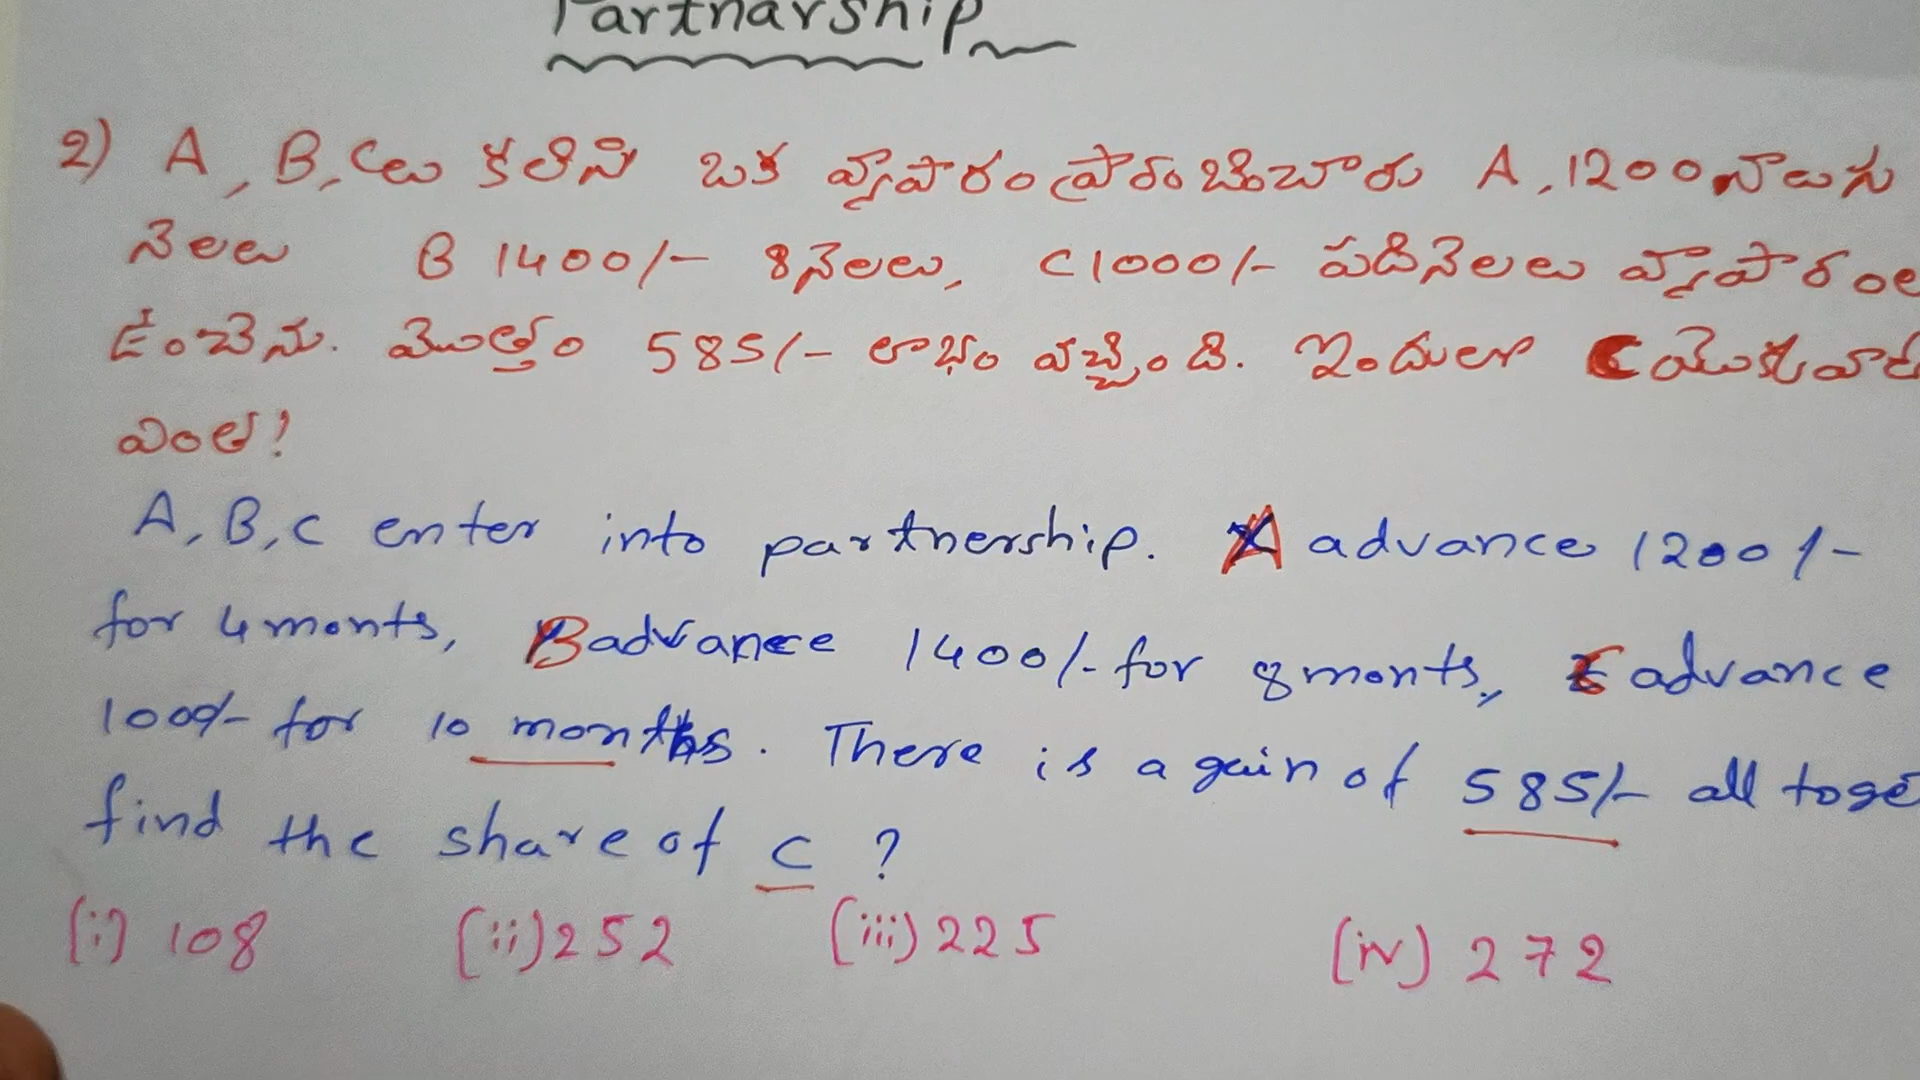 Partnarship
2) A, B, C లు కలిసి ఒక వ్యాపారం ప్రారంభించారు A, 1200 నాలుగు
నెలలు B 1400/- 8 నెలలు, C 1000/- పదినెలలు వ్యాపారంల
ఉంచెను. మొత్తం 585/- లాభం వచ్చింది. ఇందులో C యొక్క వాట
ఎంత?
A, B, C enter into partnership. A advance 1200/-
for 4 monts, B advance 1400/- for 8 monts, C advance
1000/- for 10 months. There is a gain of 585/- all toge
find the share of C ?
(i) 108 (ii) 252 (iii) 225 (iv) 272